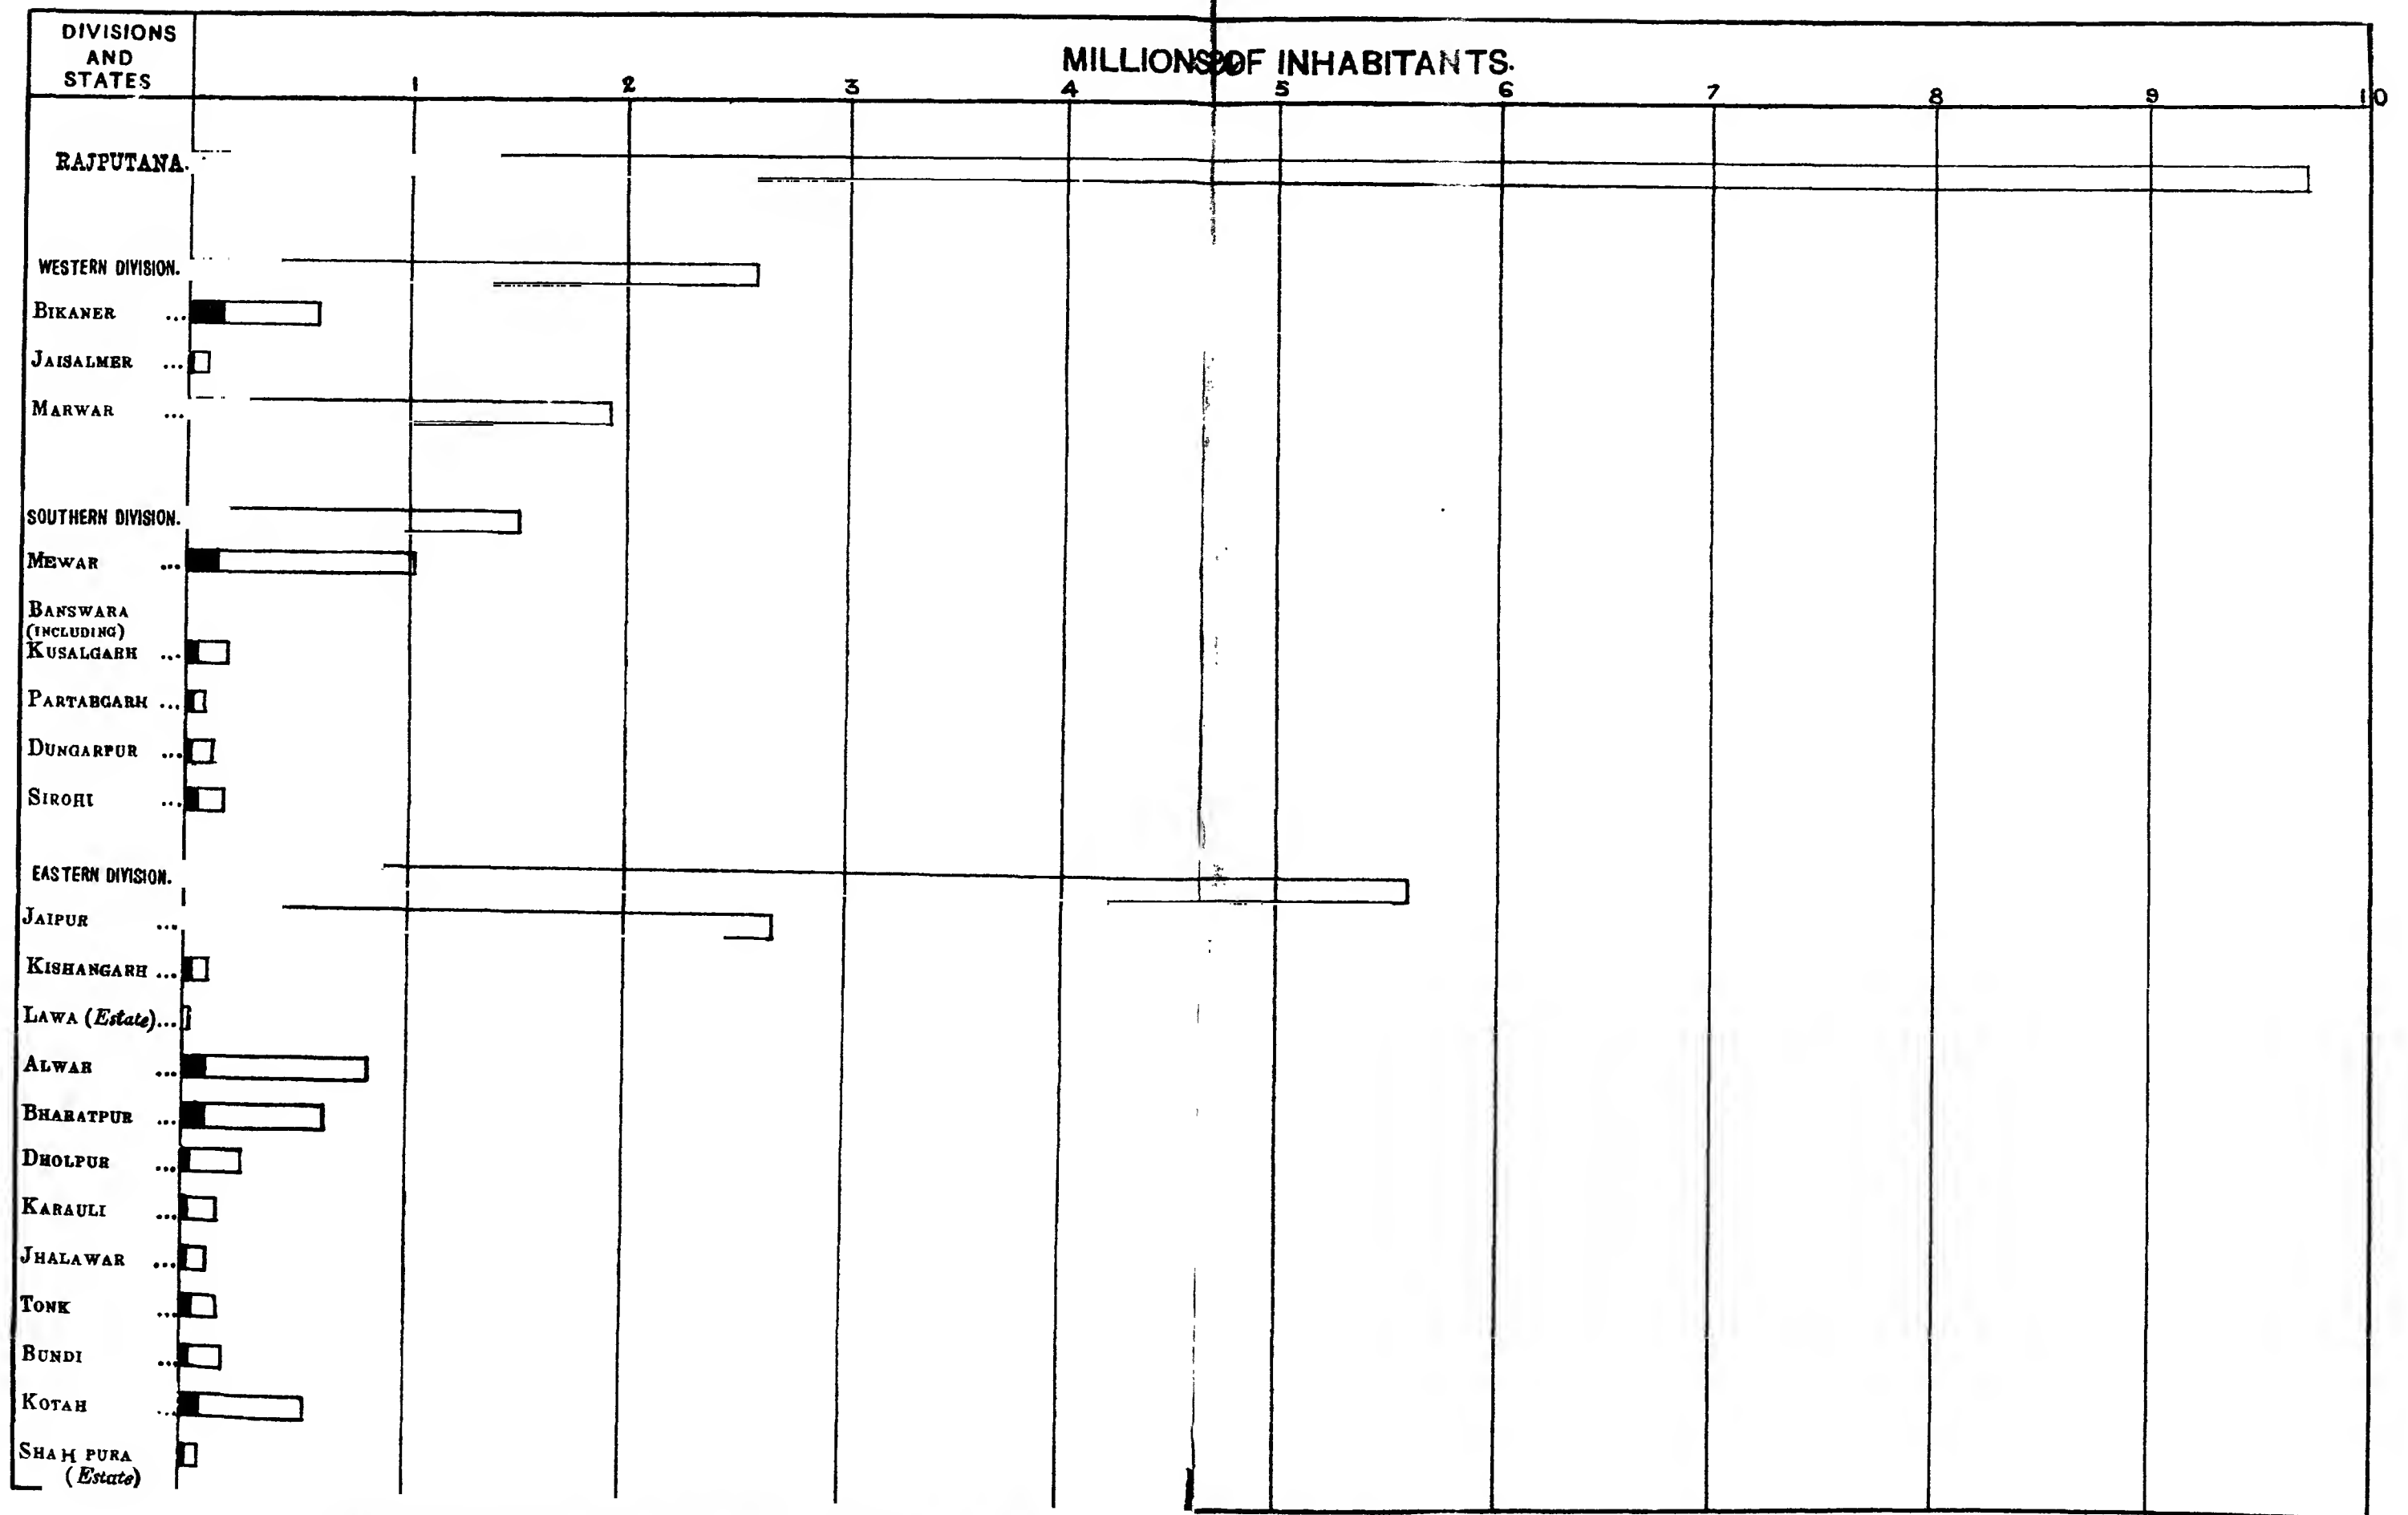 DIVISIONS
AND
STATES
MILLIONS OF INHABITANTS.
1 2 3 4 5 6 7 8 9 10
RAJPUTANA.
WESTERN DIVISION.
BIKANER ...
JAISALMER ...
MARWAR ...
SOUTHERN DIVISION.
MEWAR ...
BANSWARA
(INCLUDING)
KUSALGARH ...
PARTABGARH ...
DUNGARPUR ...
SIROHI ...
EASTERN DIVISION.
JAIPUR ...
KISHANGARH ...
LAWA (Estate)...
ALWAR ...
BHARATPUR ...
DHOLPUR ...
KARAULI ...
JHALAWAR ...
TONK ...
BUNDI ...
KOTAH ...
SHAH PURA
(Estate)